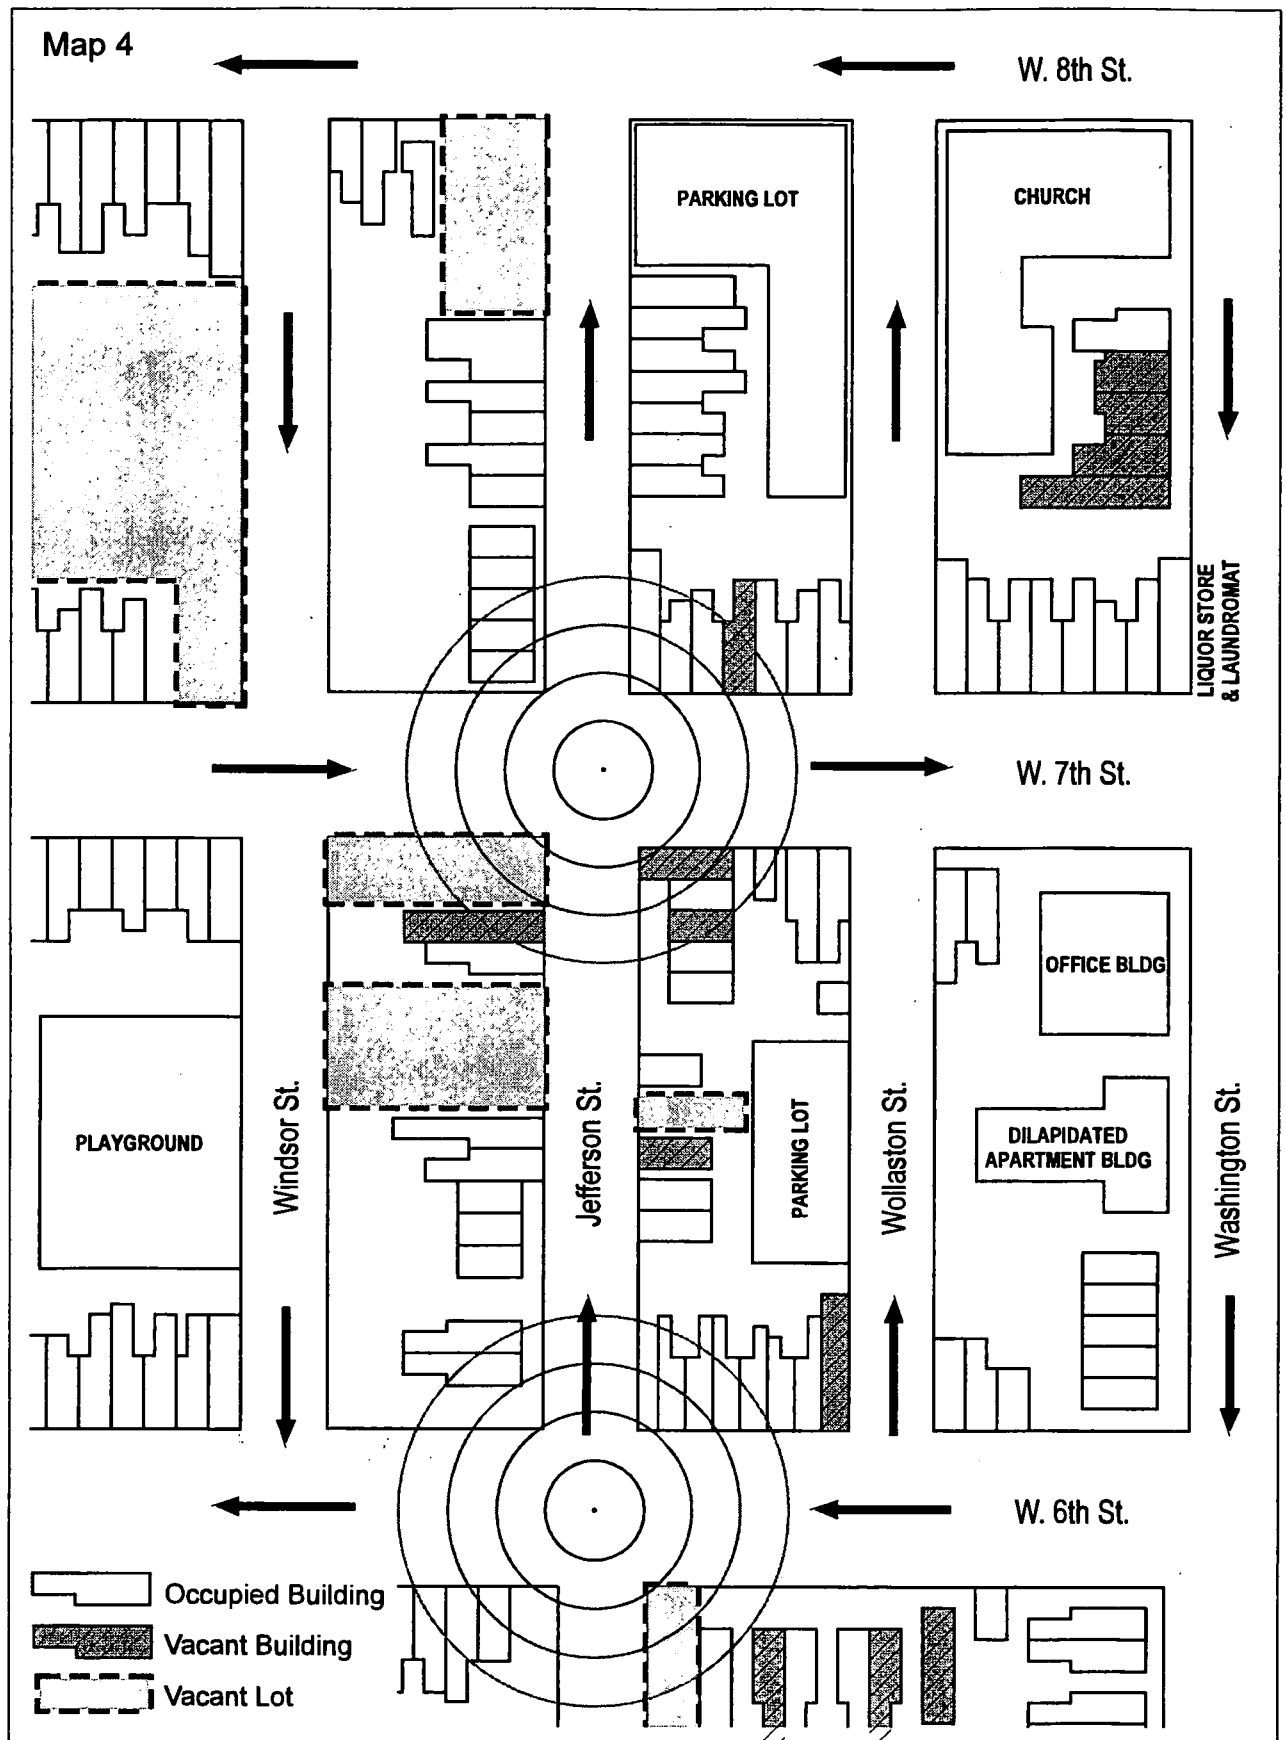 Map 4
W. 8th St.
PARKING LOT
CHURCH
LIQUOR STORE
& LAUNDROMAT
W. 7th St.
OFFICE BLDG
PLAYGROUND
Windsor St.
Jefferson St.
PARKING LOT
Wollaston St.
DILAPIDATED
APARTMENT BLDG
Washington St.
W. 6th St.
Occupied Building
Vacant Building
Vacant Lot